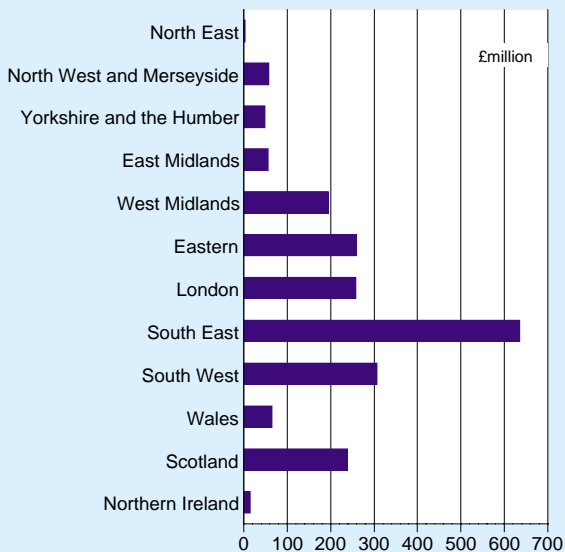 North East
£million
North West and Merseyside
Yorkshire and the Humber
East Midlands
West Midlands
Eastern
London
South East
South West
Wales
Scotland
Northern Ireland
0 100 200 300 400 500 600 700